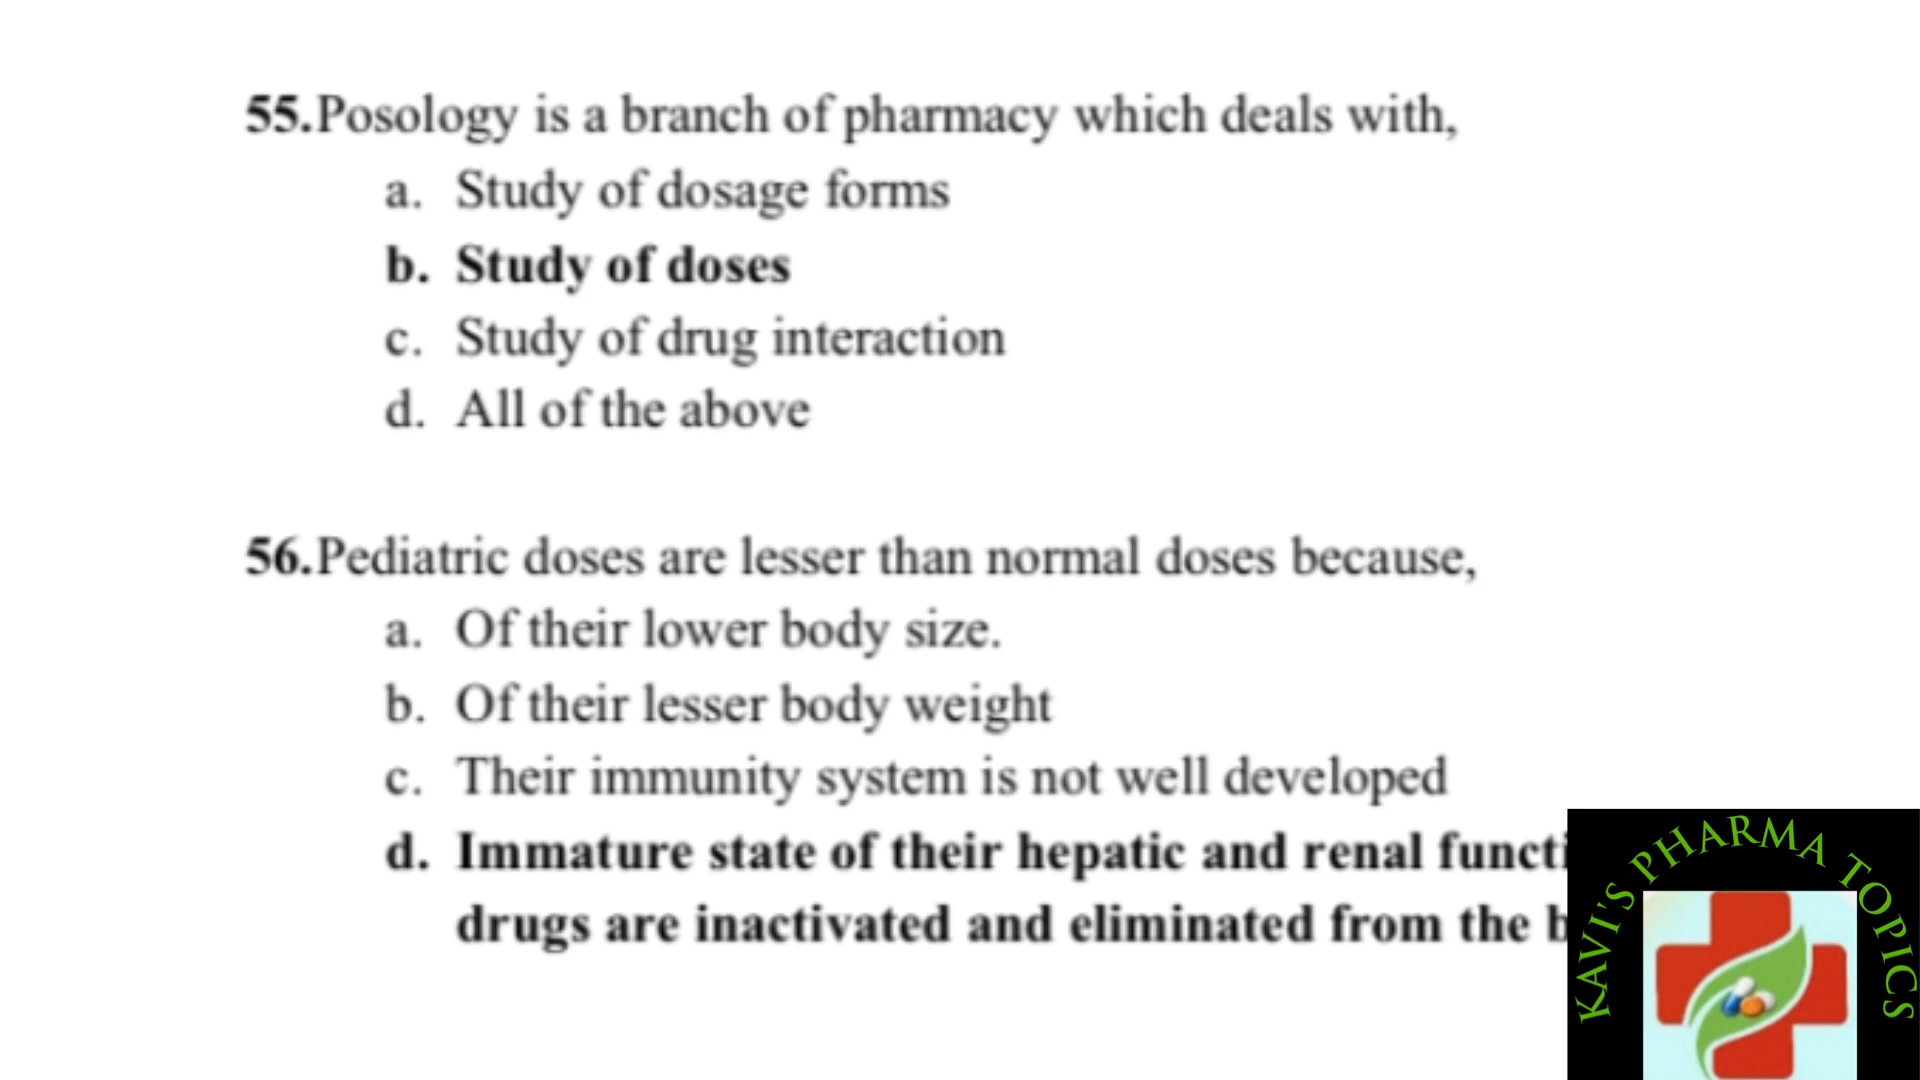 55.Posology is a branch of pharmacy which deals with,
a. Study of dosage forms
b. Study of doses
c. Study of drug interaction
d. All of the above
56.Pediatric doses are lesser than normal doses because,
a. Of their lower body size.
b. Of their lesser body weight
c. Their immunity system is not well developed
d. Immature state of their hepatic and renal functi
drugs are inactivated and eliminated from the b
KAVI'S PHARMA TOPICS